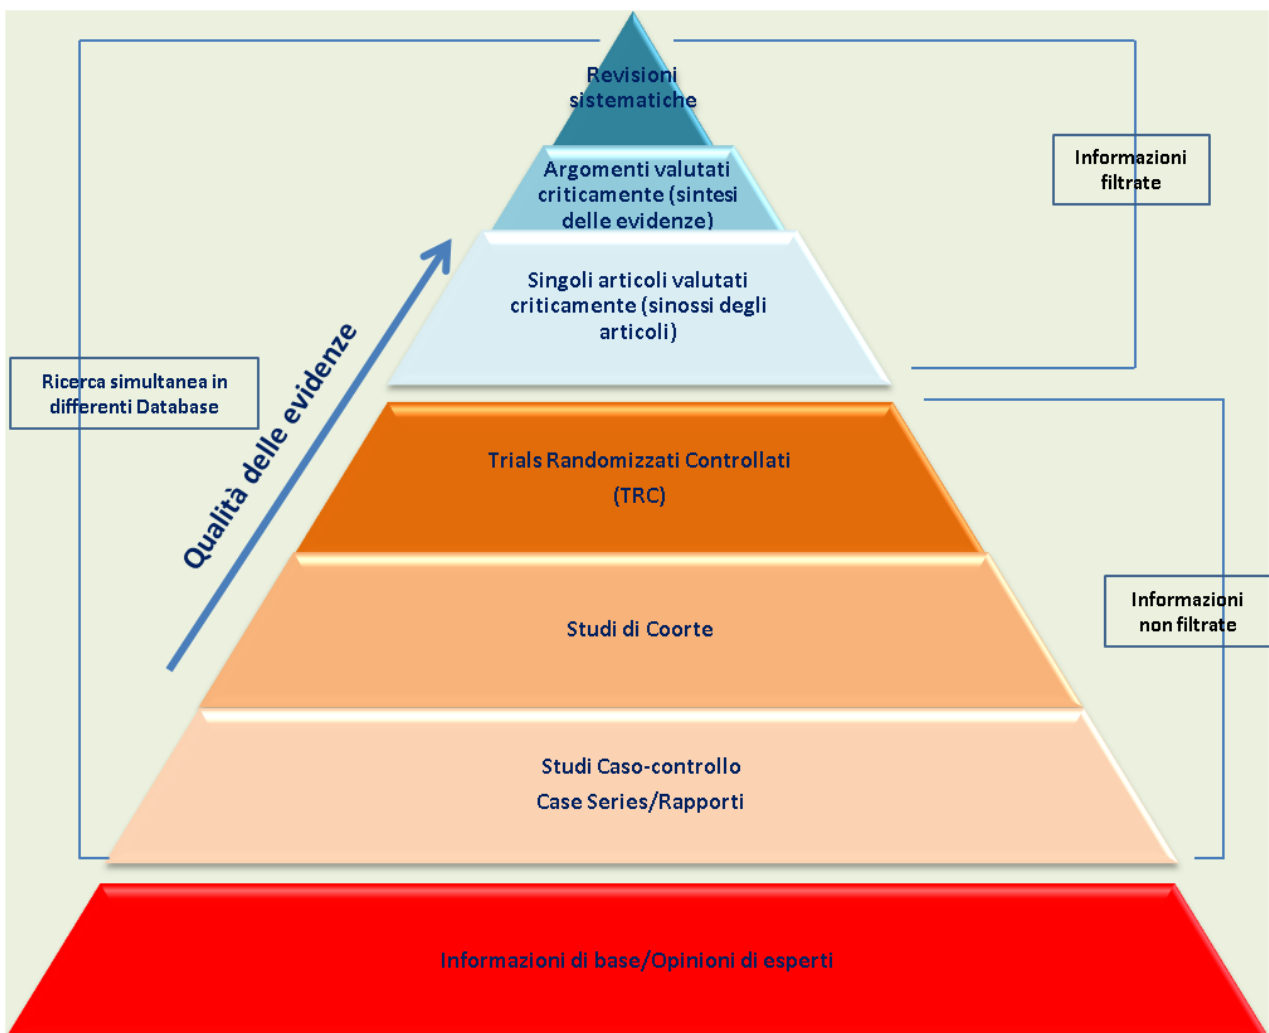 Revisioni
sistematiche
Argomenti valutati
criticamente (sintesi
delle evidenze)
Singoli articoli valutati
criticamente (sinossi degli
articoli)
Informazioni
filtrate
Qualità delle evidenze
Ricerca simultanea in
differenti Database
Trials Randomizzati Controllati
(TRC)
Studi di Coorte
Informazioni
non filtrate
Studi Caso-controllo
Case Series/Rapporti
Informazioni di base/Opinioni di esperti